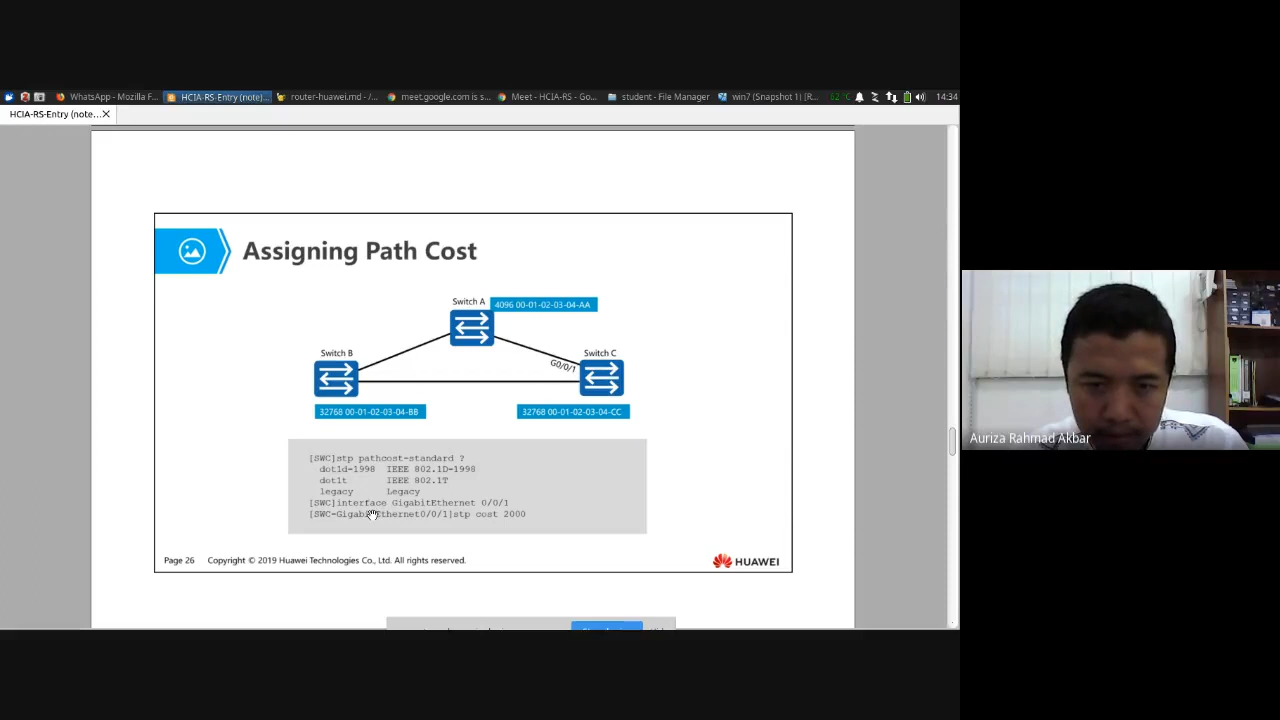 WhatsApp - Mozilla F...
HCIA-RS-Entry (note)...
router-huawei.md - /...
meet.google.com is s...
Meet - HCIA-RS - Go...
student - File Manager
win7 (Snapshot 1) [R...
62 °C
14:34
HCIA-RS-Entry (note...
Assigning Path Cost
Switch A
4096 00-01-02-03-04-AA
Switch B
Switch C
G0/0/1
32768 00-01-02-03-04-BB
32768 00-01-02-03-04-CC
[SWC]stp pathcost-standard ?
dot1d-1998 IEEE 802.1D-1998
dot1t IEEE 802.1T
legacy Legacy
[SWC]interface GigabitEthernet 0/0/1
[SWC-GigabitEthernet0/0/1]stp cost 2000
Page 26 Copyright © 2019 Huawei Technologies Co., Ltd. All rights reserved.
HUAWEI
Auriza Rahmad Akbar